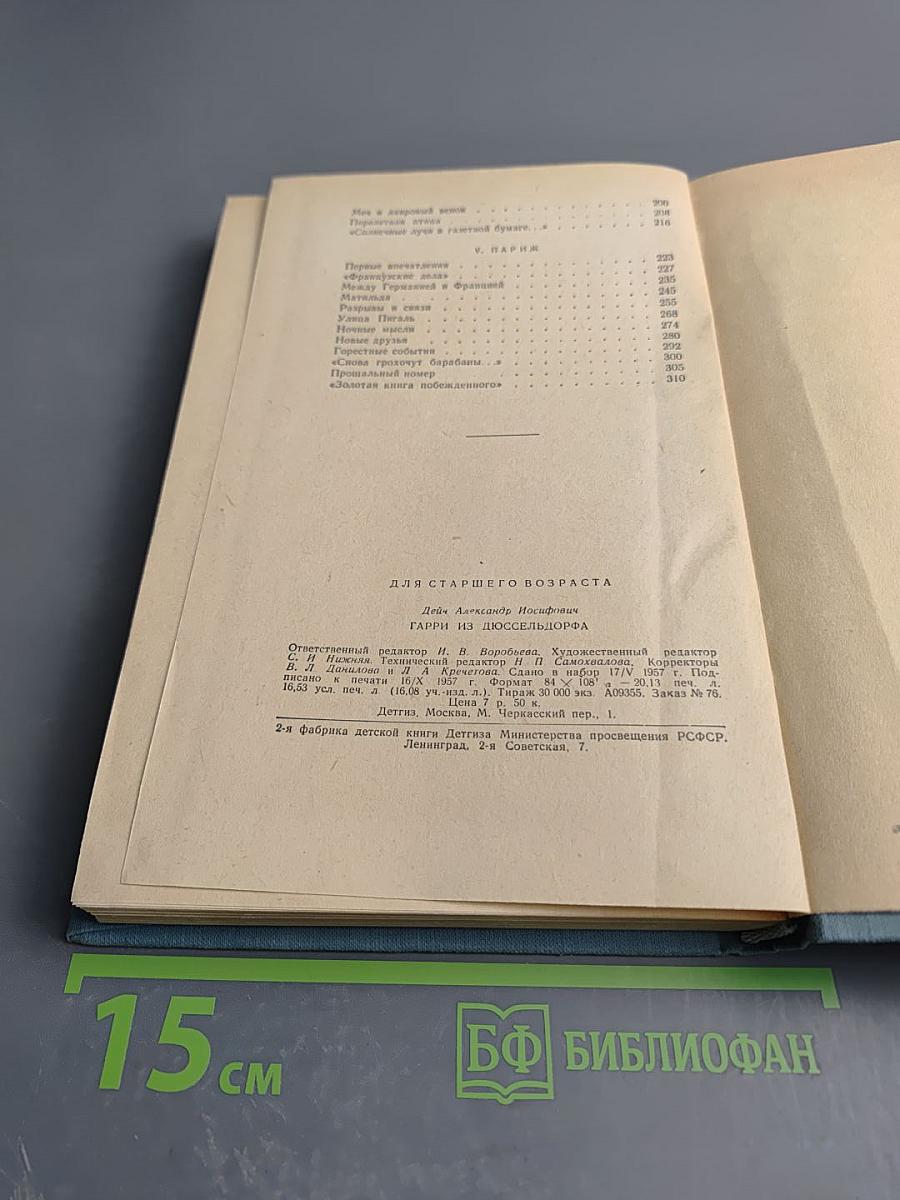 Меч и лавровый венок . . . . . . . . . . . . 200
Перелетная птица . . . . . . . . . . . . 208
«Солнечные лучи в газетной бумаге...» . . . . . . . 216
V. ПАРИЖ
Первые впечатления . . . . . . . . . . . . 223
«Французские дела» . . . . . . . . . . . . 227
Между Германией и Францией . . . . . . . . . 235
Матильда . . . . . . . . . . . . 245
Разрывы и связи . . . . . . . . . . . . 255
Улица Пигаль . . . . . . . . . . . . 268
Ночные мысли . . . . . . . . . . . . 274
Новые друзья . . . . . . . . . . . . 280
Горестные события . . . . . . . . . . . . 292
«Снова грохочут барабаны...» . . . . . . . . . 300
Прощальный номер . . . . . . . . . . . . 305
«Золотая книга побежденного» . . . . . . . . . 310
ДЛЯ СТАРШЕГО ВОЗРАСТА
Дейч Александр Иосифович
ГАРРИ ИЗ ДЮССЕЛЬДОРФА
Ответственный редактор И. В. Воробьева. Художественный редактор
С. И Нижняя. Технический редактор Н П Самохвалова. Корректоры
В. Л. Данилова и Л А Кречетова. Сдано в набор 17/V 1957 г. Под-
писано к печати 16/X 1957 г. Формат 84 × 108 — 20,13 печ. л.
16,53 усл. печ. л (16,08 уч.-изд. л.). Тираж 30 000 экз. А09355. Заказ № 76.
Цена 7 р. 50 к.
Детгиз, Москва, М. Черкасский пер., 1.
2-я фабрика детской книги Детгиза Министерства просвещения РСФСР.
Ленинград, 2-я Советская, 7.
15 см
БФ БИБЛИОФАН